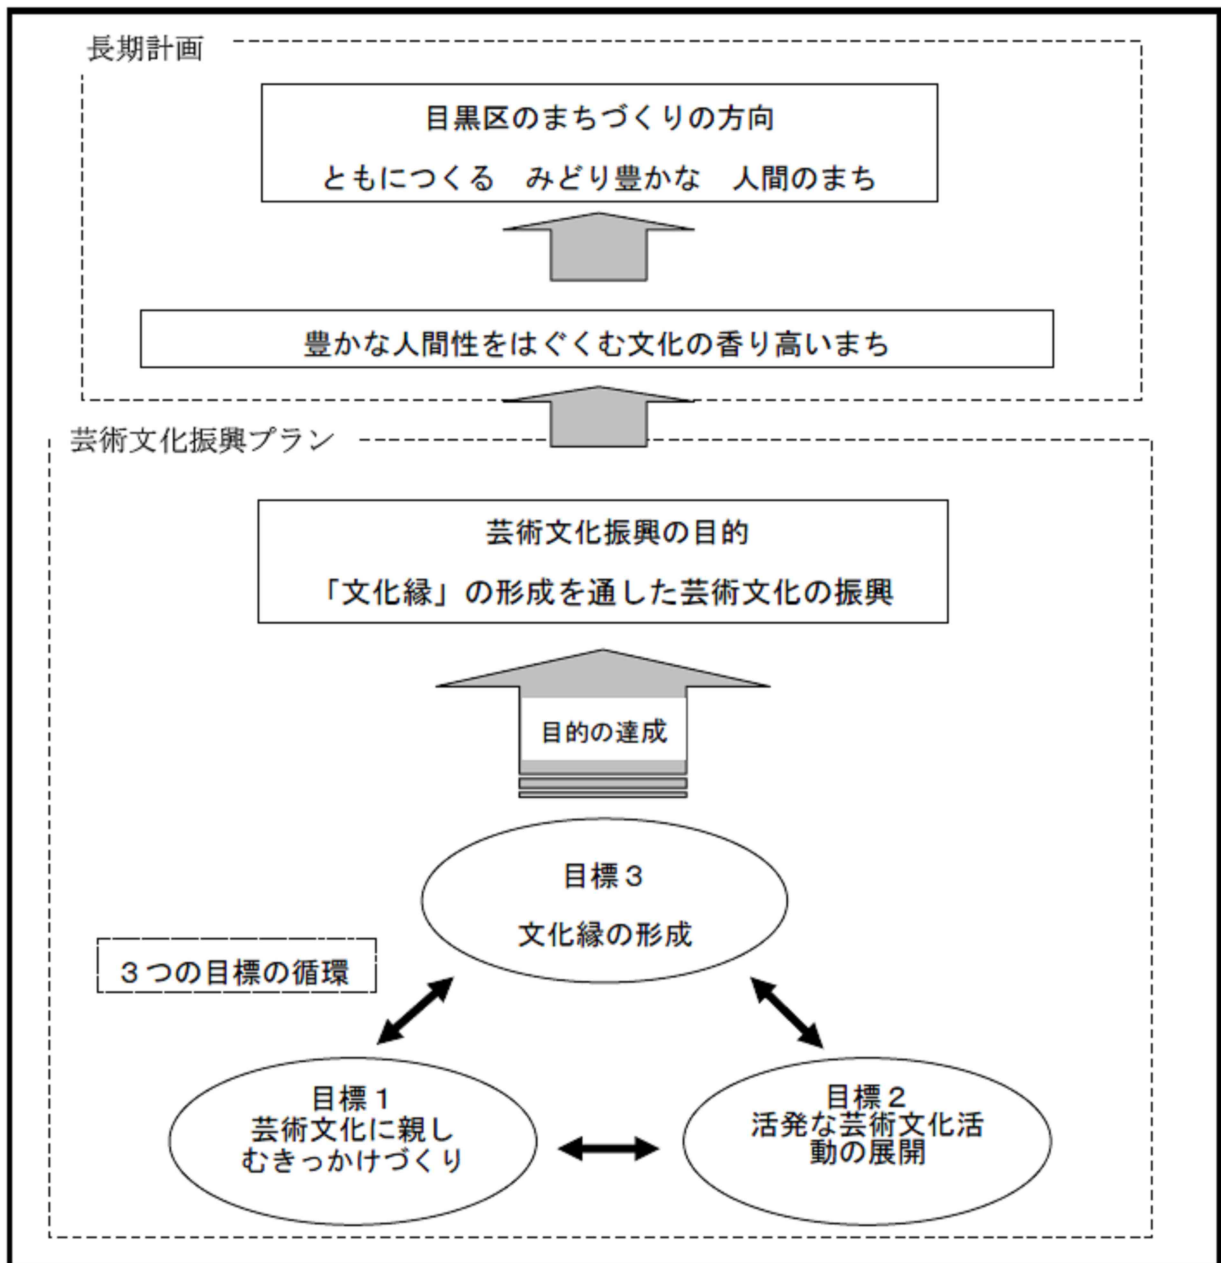 長期計画
目黒区のまちづくりの方向
ともにつくる　みどり豊かな　人間のまち
豊かな人間性をはぐくむ文化の香り高いまち
芸術文化振興プラン
芸術文化振興の目的
「文化縁」の形成を通した芸術文化の振興
目的の達成
目標３
文化縁の形成
３つの目標の循環
目標１
芸術文化に親し
むきっかけづくり
目標２
活発な芸術文化活
動の展開